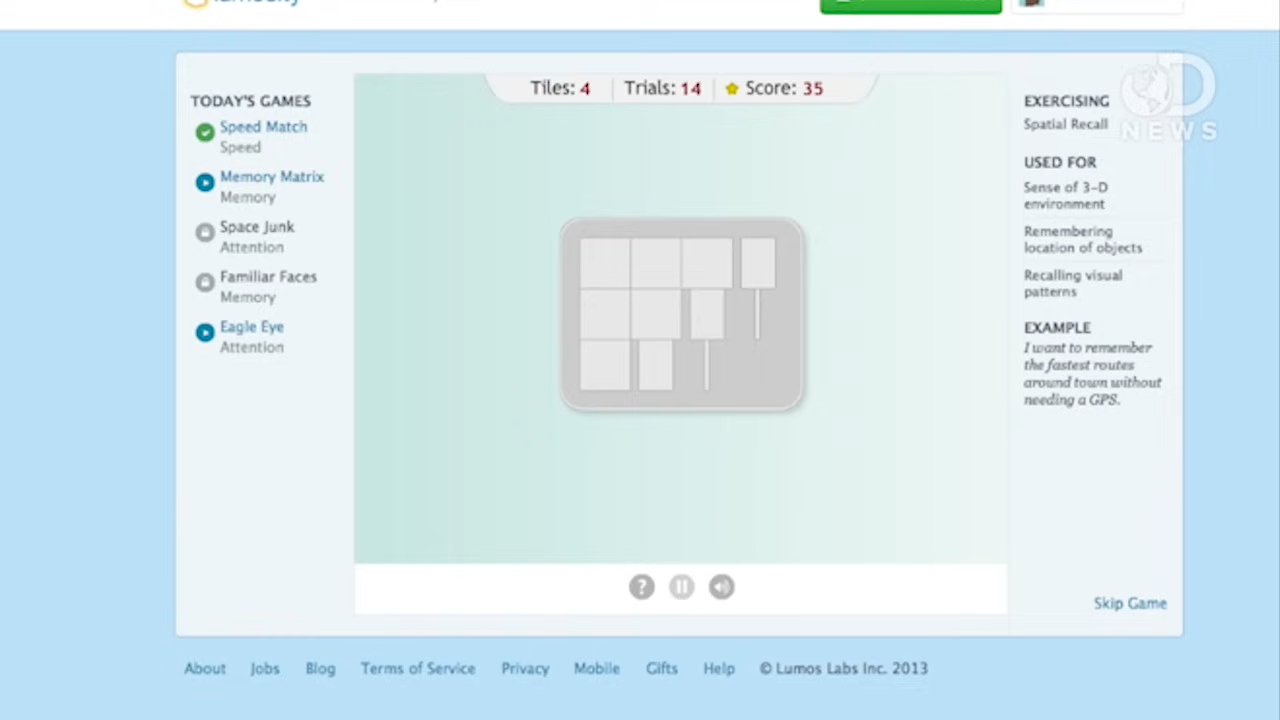 lumosity
Tiles: 4
Trials: 14
Score: 35
TODAY'S GAMES
Speed Match
Speed
Memory Matrix
Memory
Space Junk
Attention
Familiar Faces
Memory
Eagle Eye
Attention
EXERCISING
Spatial Recall
USED FOR
Sense of 3-D
environment
Remembering
location of objects
Recalling visual
patterns
EXAMPLE
I want to remember
the fastest routes
around town without
needing a GPS.
D
NEWS
?
Skip Game
About Jobs Blog Terms of Service Privacy Mobile Gifts Help © Lumos Labs Inc. 2013